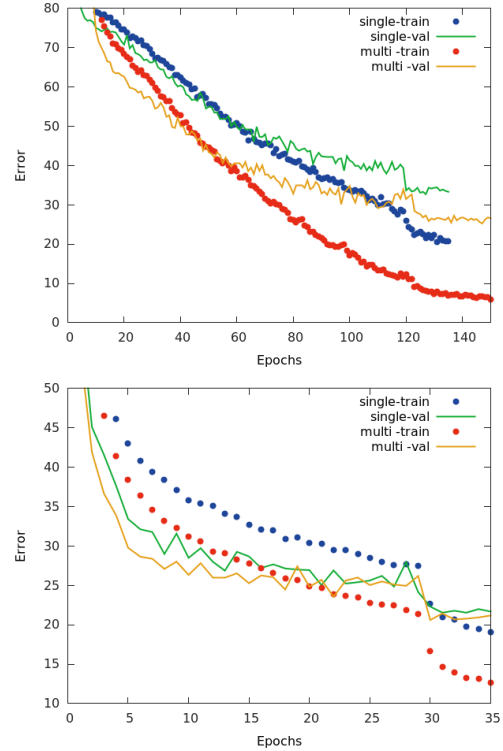 80
70
60
50
40
30
20
10
0
Error
single-train
single-val
multi -train
multi -val
0 20 40 60 80 100 120 140
Epochs
50
45
40
35
30
25
20
15
10
Error
single-train
single-val
multi -train
multi -val
0 5 10 15 20 25 30 35
Epochs